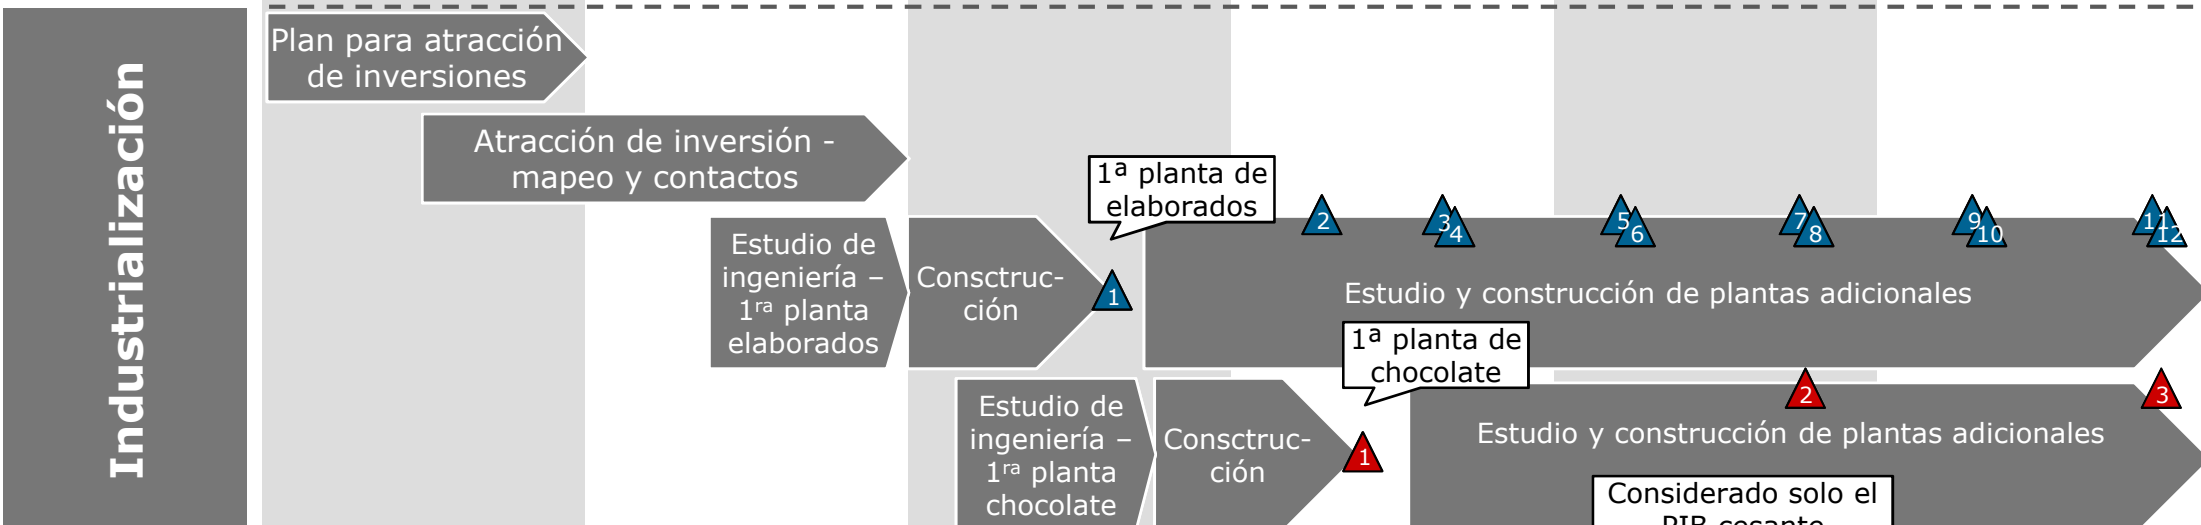 Industrialización
Plan para atracción
de inversiones
Atracción de inversión -
mapeo y contactos
Estudio de
ingeniería –
1ra planta
elaborados
Consctruc-
ción
1
1ª planta de
elaborados
2
3
4
5
6
7
8
9
10
11
12
Estudio y construcción de plantas adicionales
Estudio de
ingeniería –
1ra planta
chocolate
Consctruc-
ción
1
1ª planta de
chocolate
2
3
Estudio y construcción de plantas adicionales
Considerado solo el
PIB cesante